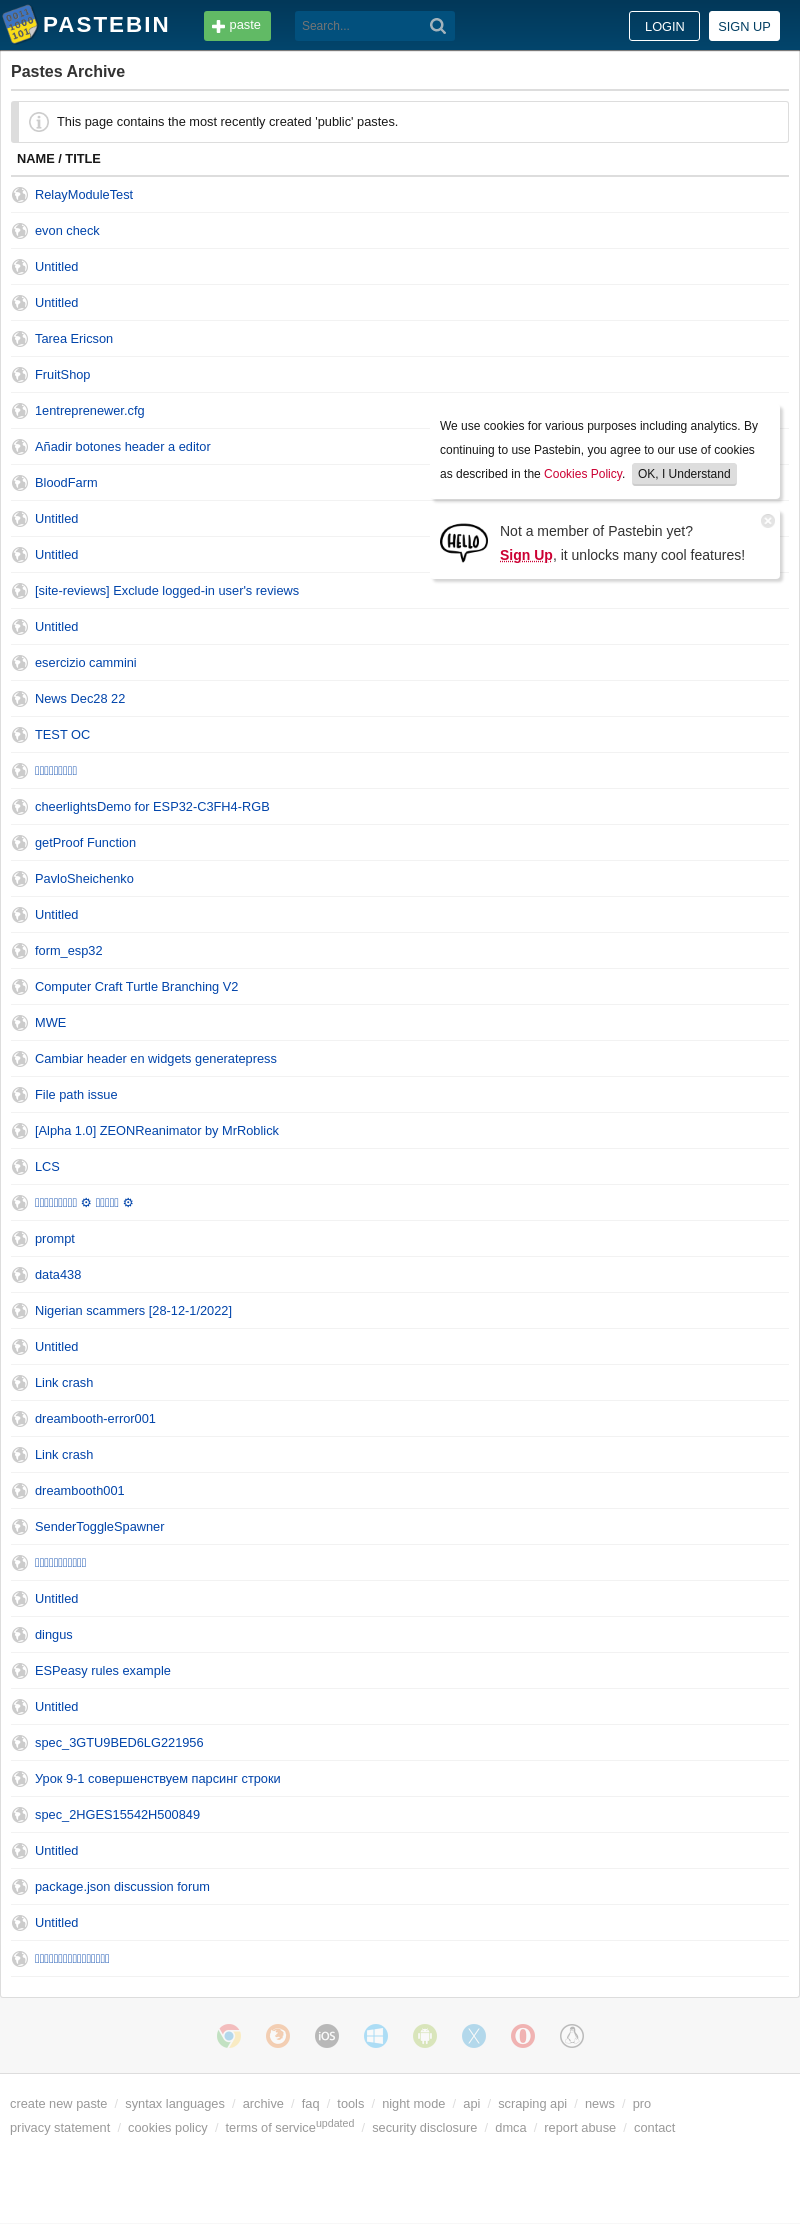 PASTEBIN
paste
Search...
LOGIN
SIGN UP
Pastes Archive
This page contains the most recently created 'public' pastes.
NAME / TITLE
RelayModuleTest
evon check
Untitled
Untitled
Tarea Ericson
FruitShop
1entreprenewer.cfg
Añadir botones header a editor
BloodFarm
Untitled
Untitled
[site-reviews] Exclude logged-in user's reviews
Untitled
esercizio cammini
News Dec28 22
TEST OC
cheerlightsDemo for ESP32-C3FH4-RGB
getProof Function
PavloSheichenko
Untitled
form_esp32
Computer Craft Turtle Branching V2
MWE
Cambiar header en widgets generatepress
File path issue
[Alpha 1.0] ZEONReanimator by MrRoblick
LCS
⚙ ⚙
prompt
data438
Nigerian scammers [28-12-1/2022]
Untitled
Link crash
dreambooth-error001
Link crash
dreambooth001
SenderToggleSpawner
Untitled
dingus
ESPeasy rules example
Untitled
spec_3GTU9BED6LG221956
Урок 9-1 совершенствуем парсинг строки
spec_2HGES15542H500849
Untitled
package.json discussion forum
Untitled
We use cookies for various purposes including analytics. By
continuing to use Pastebin, you agree to our use of cookies
as described in the Cookies Policy. OK, I Understand
HELLO
Not a member of Pastebin yet?
Sign Up, it unlocks many cool features!
iOS
create new paste / syntax languages / archive / faq / tools / night mode / api / scraping api / news / pro
privacy statement / cookies policy / terms of service updated / security disclosure / dmca / report abuse / contact